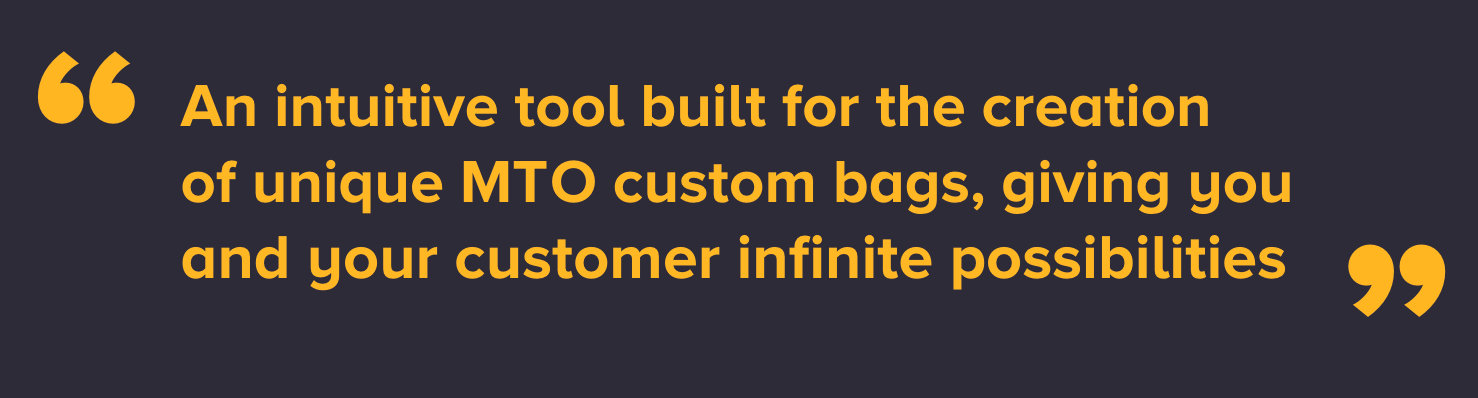 “ An intuitive tool built for the creation
of unique MTO custom bags, giving you
and your customer infinite possibilities ”